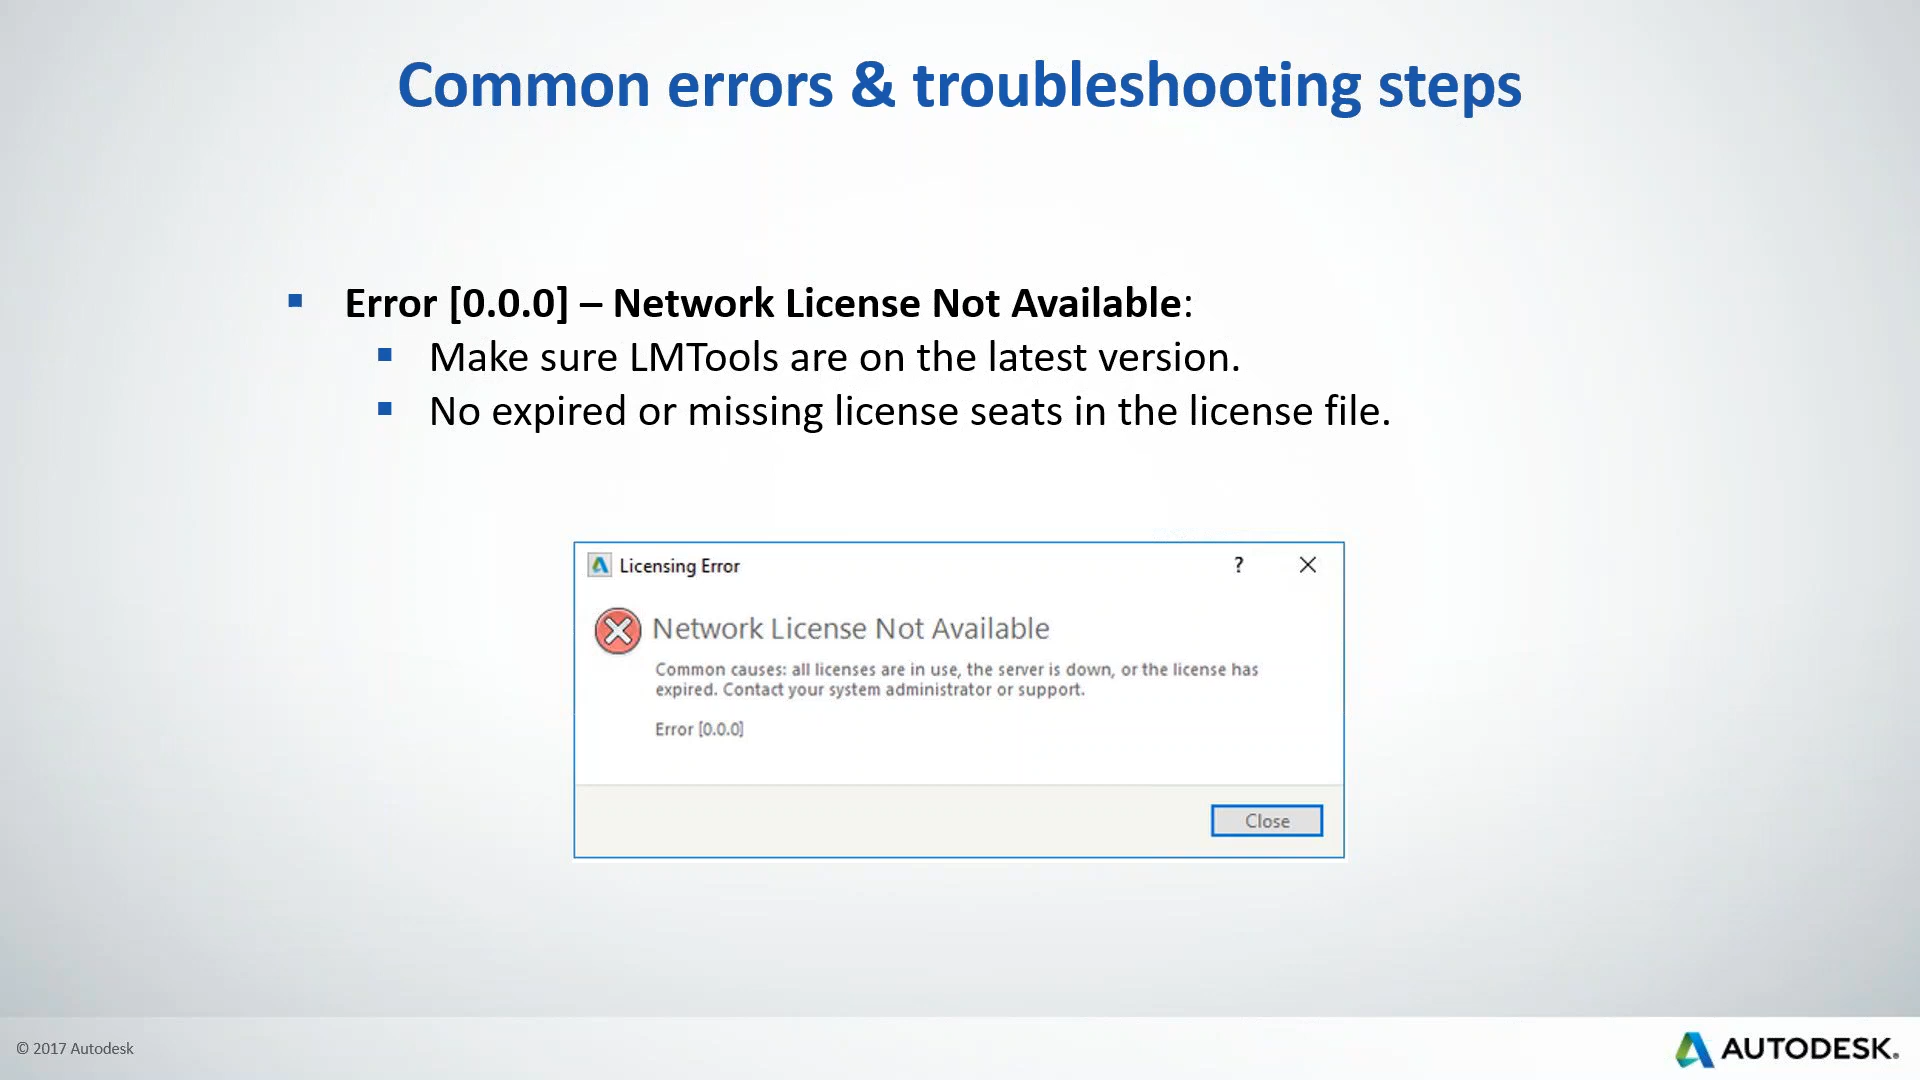 Common errors & troubleshooting steps
Error [0.0.0] – Network License Not Available:
Make sure LMTools are on the latest version.
No expired or missing license seats in the license file.
Licensing Error
?
Network License Not Available
Common causes: all licenses are in use, the server is down, or the license has
expired. Contact your system administrator or support.
Error [0.0.0]
Close
© 2017 Autodesk
AUTODESK.